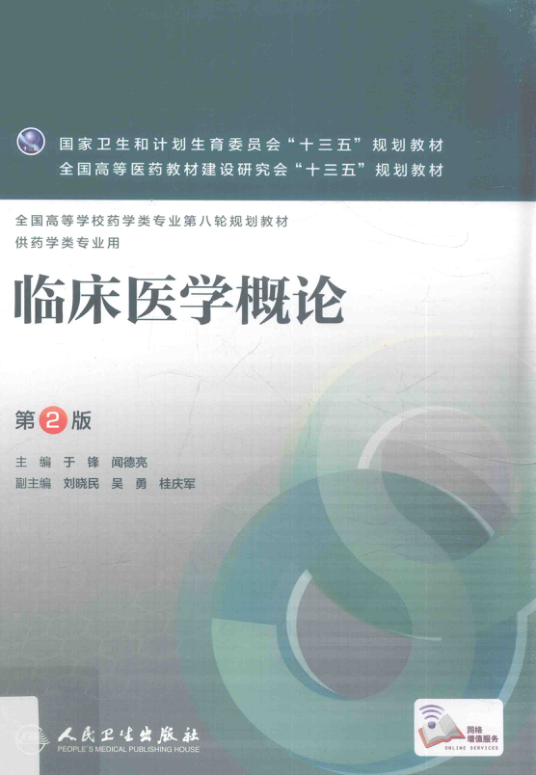 国家卫生和计划生育委员会“十三五”规划教材
全国高等医药教材建设研究会“十三五”规划教材
全国高等学校药学类专业第八轮规划教材
供药学类专业用
临床医学概论
第2版
主 编 于 锋 闻德亮
副主编 刘晓民 吴 勇 桂庆军
人民卫生出版社
PEOPLE'S MEDICAL PUBLISHING HOUSE
网络
增值服务
ONLINE SERVICES